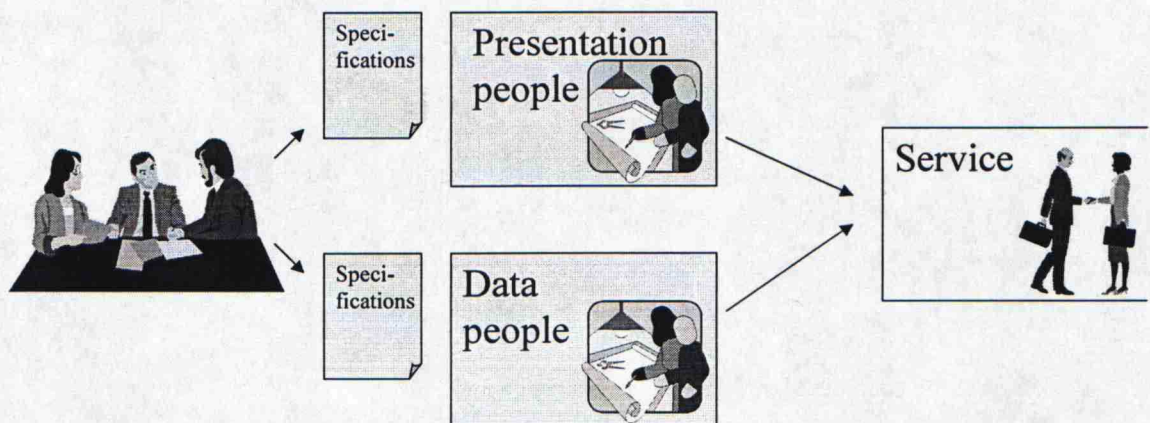 Speci-
fications
Presentation
people
Service
Speci-
fications
Data
people